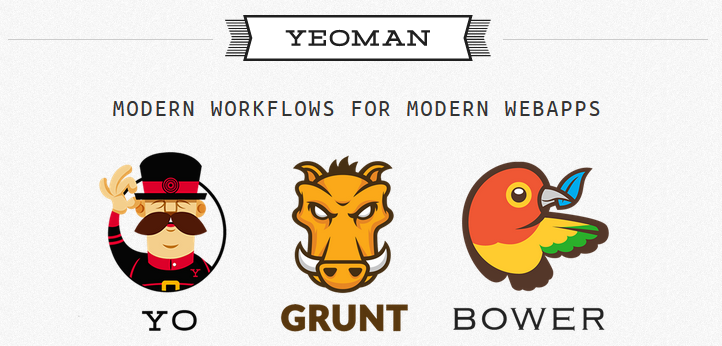 YEOMAN
MODERN WORKFLOWS FOR MODERN WEBAPPS
Y
YO
GRUNT
BOWER